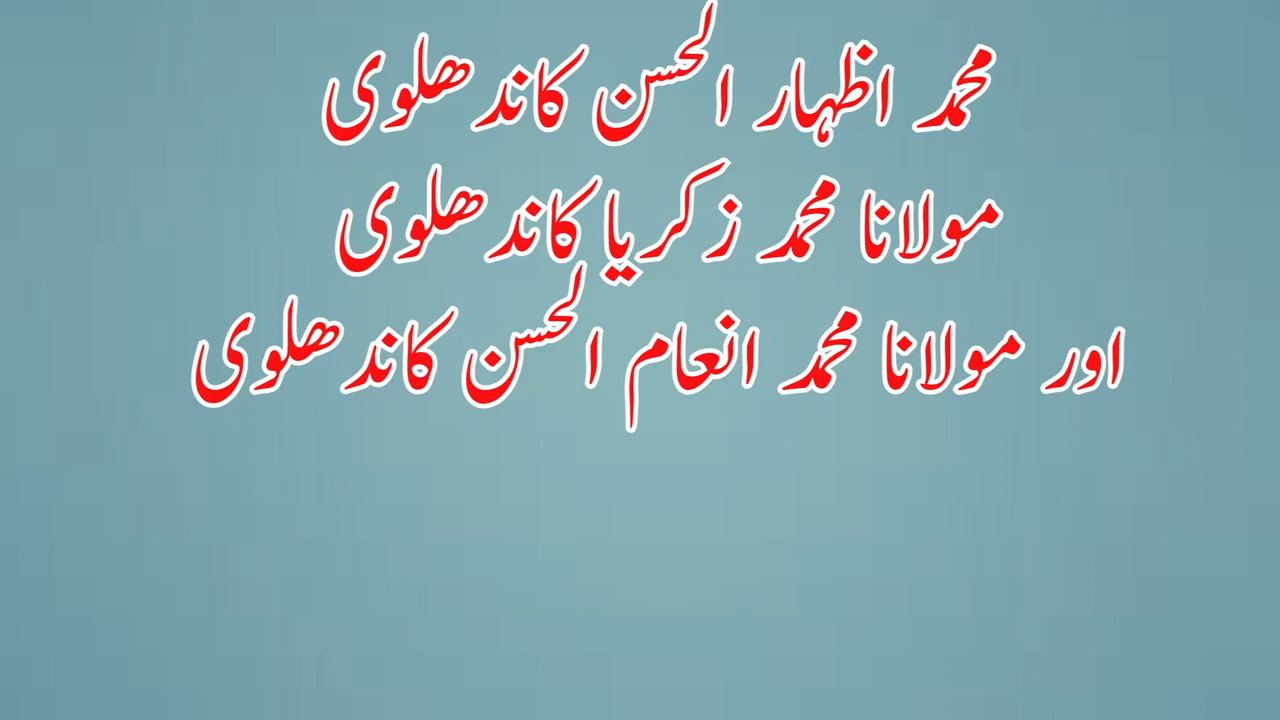 محمد اظہار الحسن کاندھلوی
مولانا محمد زکریا کاندھلوی
اور مولانا محمد انعام الحسن کاندھلوی